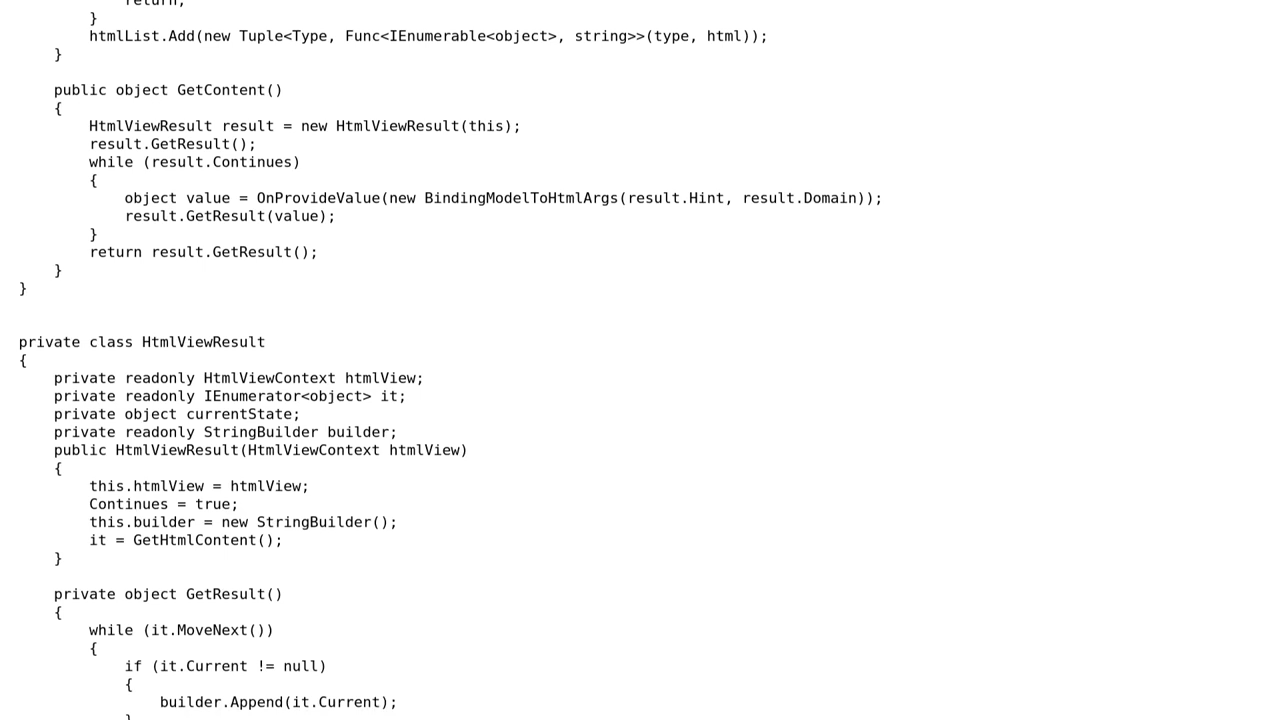 return;
}
htmlList.Add(new Tuple<Type, Func<IEnumerable<object>, string>>(type, html));
}
public object GetContent()
{
HtmlViewResult result = new HtmlViewResult(this);
result.GetResult();
while (result.Continues)
{
object value = OnProvideValue(new BindingModelToHtmlArgs(result.Hint, result.Domain));
result.GetResult(value);
}
return result.GetResult();
}
}
private class HtmlViewResult
{
private readonly HtmlViewContext htmlView;
private readonly IEnumerator<object> it;
private object currentState;
private readonly StringBuilder builder;
public HtmlViewResult(HtmlViewContext htmlView)
{
this.htmlView = htmlView;
Continues = true;
this.builder = new StringBuilder();
it = GetHtmlContent();
}
private object GetResult()
{
while (it.MoveNext())
{
if (it.Current != null)
{
builder.Append(it.Current);
}